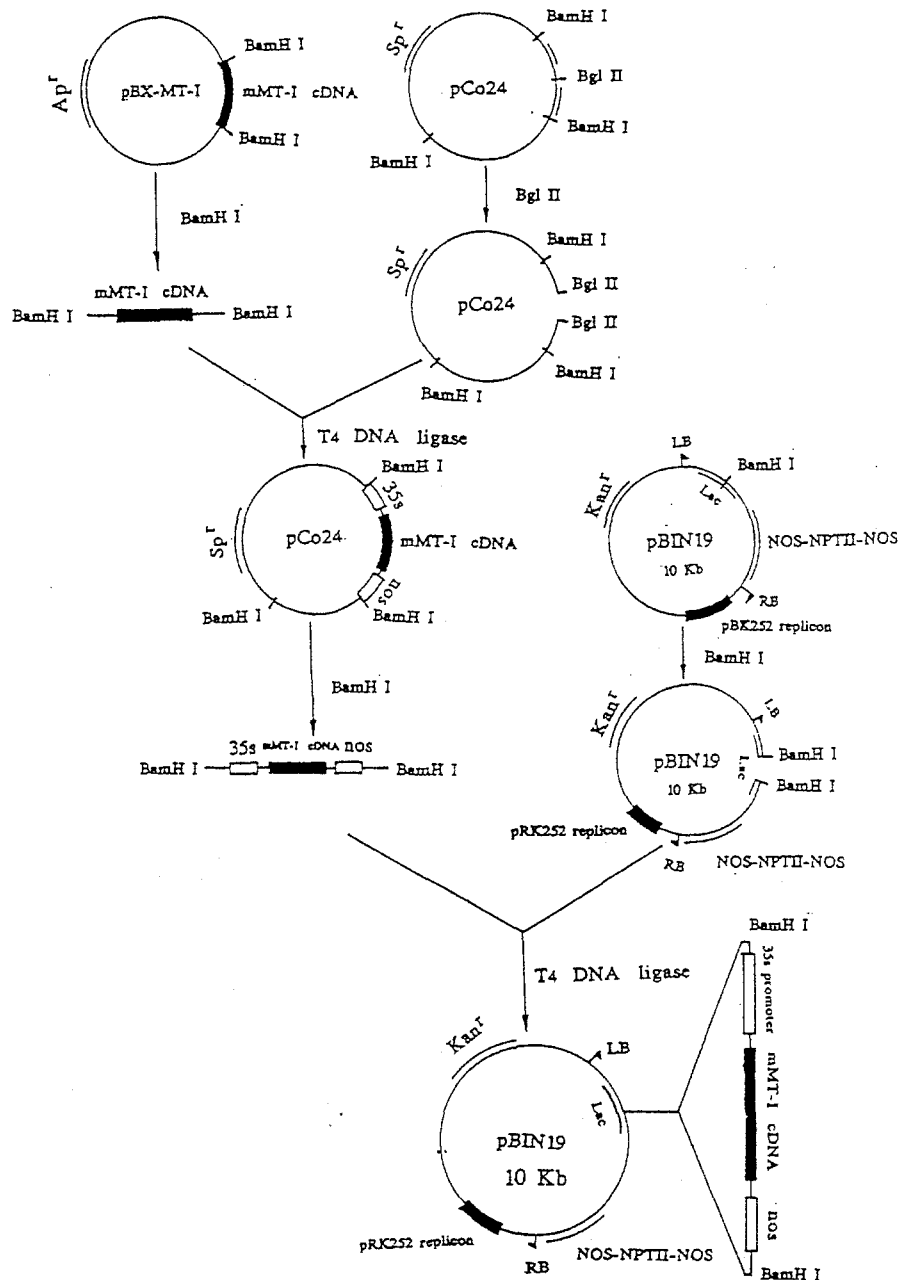 BamH I
Ap r
pBX-MT-I
mMT-I cDNA
BamH I
BamH I
Sp r
pCo24
Bgl II
BamH I
BamH I
BamH I
Bgl II
mMT-I cDNA
BamH I
BamH I
BamH I
Sp r
pCo24
Bgl II
Bgl II
BamH I
BamH I
T4 DNA ligase
BamH I
35s
Sp r
pCo24
mMT-I cDNA
nos
BamH I
BamH I
LB
BamH I
Lac
Kan r
pBIN19
10 Kb
NOS-NPTII-NOS
RB
pBK252 replicon
BamH I
BamH I
35s mMT-I cDNA nos
BamH I
BamH I
Kan r
LB
pBIN19
10 Kb
Lac
BamH I
BamH I
pRK252 replicon
RB
NOS-NPTII-NOS
T4 DNA ligase
BamH I
35s promoter
mMT-I cDNA
nos
BamH I
Kan r
LB
Lac
pBIN19
10 Kb
pRK252 replicon
RB
NOS-NPTII-NOS